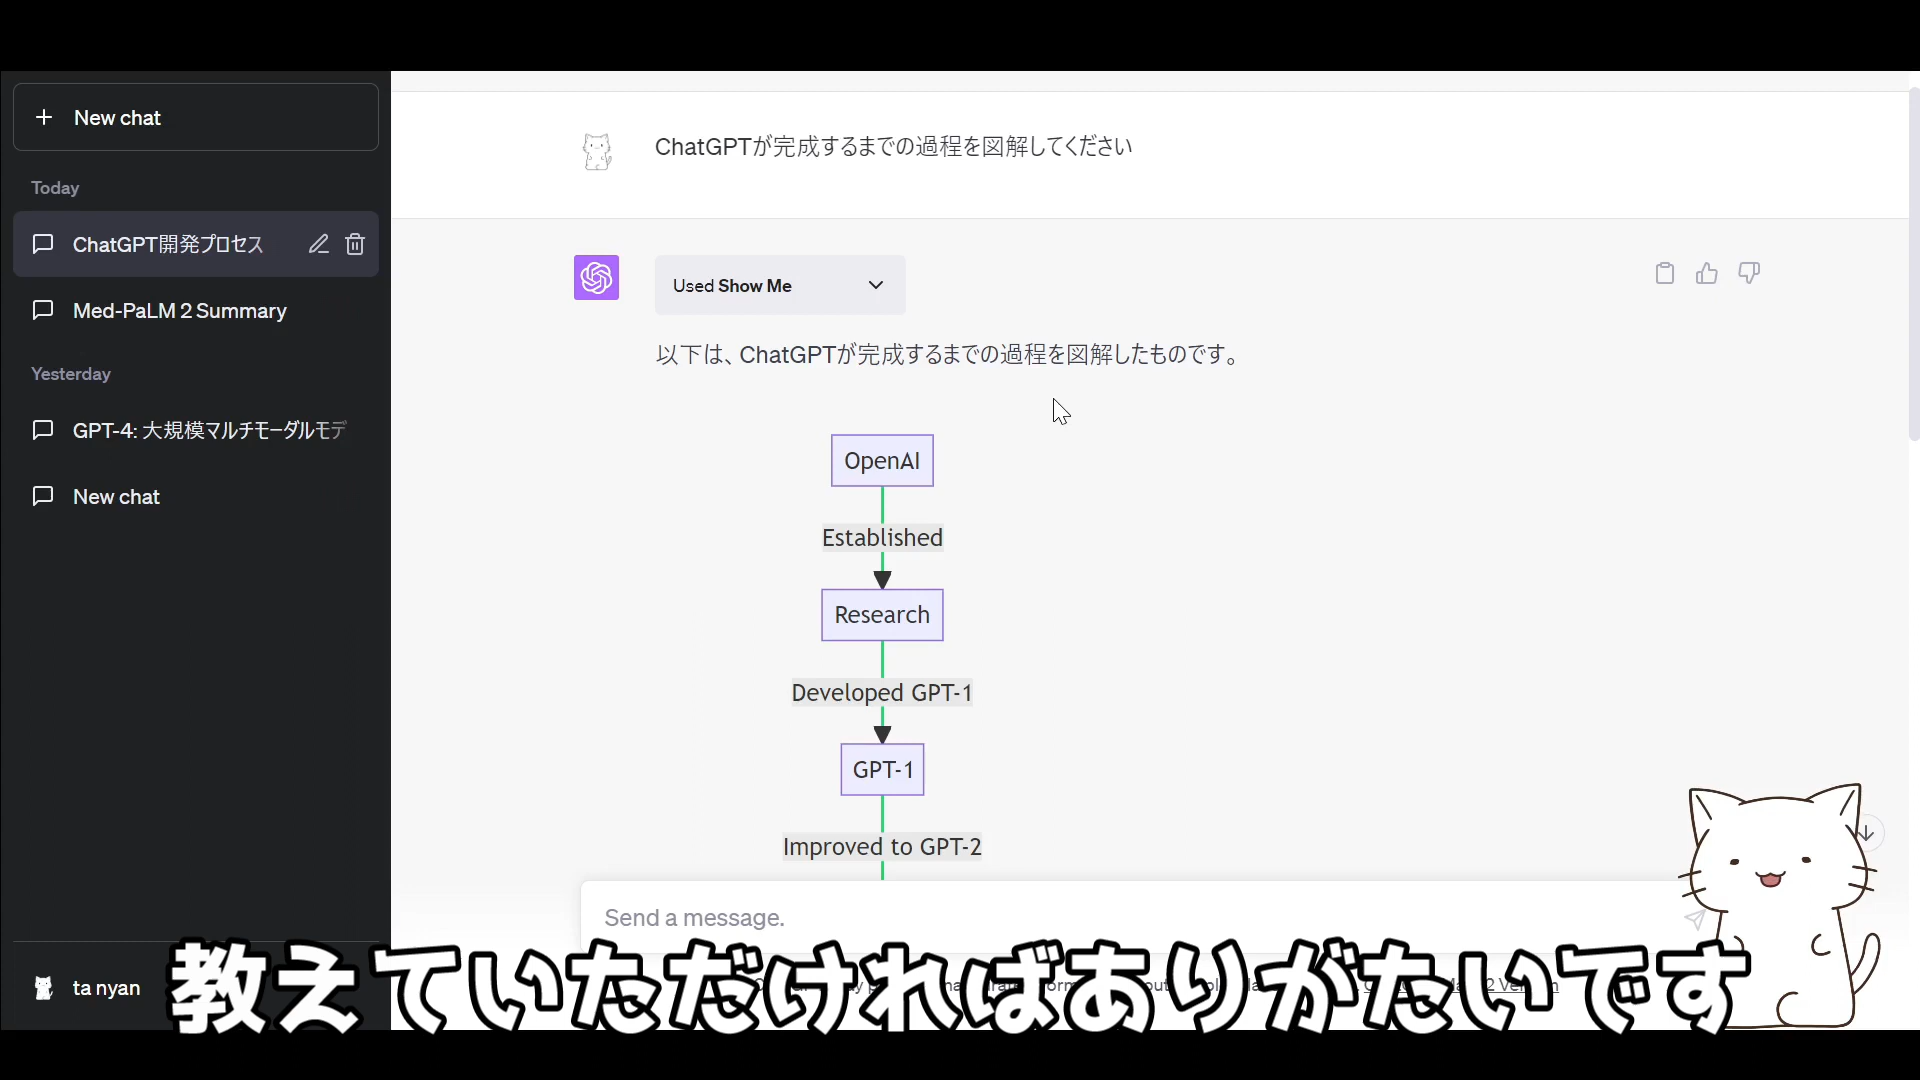 New chat
Today
ChatGPT開発プロセス
Med-PaLM 2 Summary
Yesterday
GPT-4: 大規模マルチモーダルモデ
New chat
ta nyan
ChatGPTが完成するまでの過程を図解してください
Used Show Me
以下は、ChatGPTが完成するまでの過程を図解したものです。
OpenAI
Established
Research
Developed GPT-1
GPT-1
Improved to GPT-2
Send a message.
教えていただければありがたいです